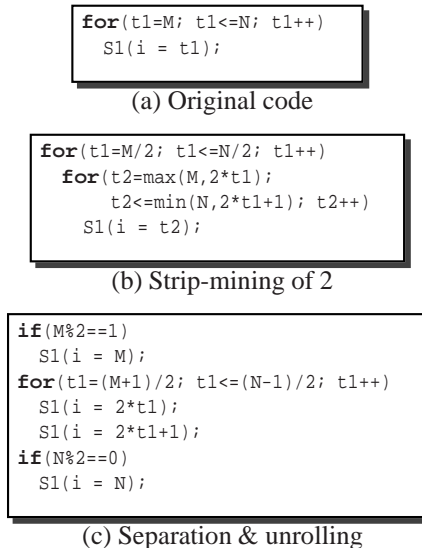 for(t1=M; t1<=N; t1++)
S1(i = t1);
(a) Original code
for(t1=M/2; t1<=N/2; t1++)
for(t2=max(M,2*t1);
t2<=min(N,2*t1+1); t2++)
S1(i = t2);
(b) Strip-mining of 2
if(M%2==1)
S1(i = M);
for(t1=(M+1)/2; t1<=(N-1)/2; t1++)
S1(i = 2*t1);
S1(i = 2*t1+1);
if(N%2==0)
S1(i = N);
(c) Separation & unrolling